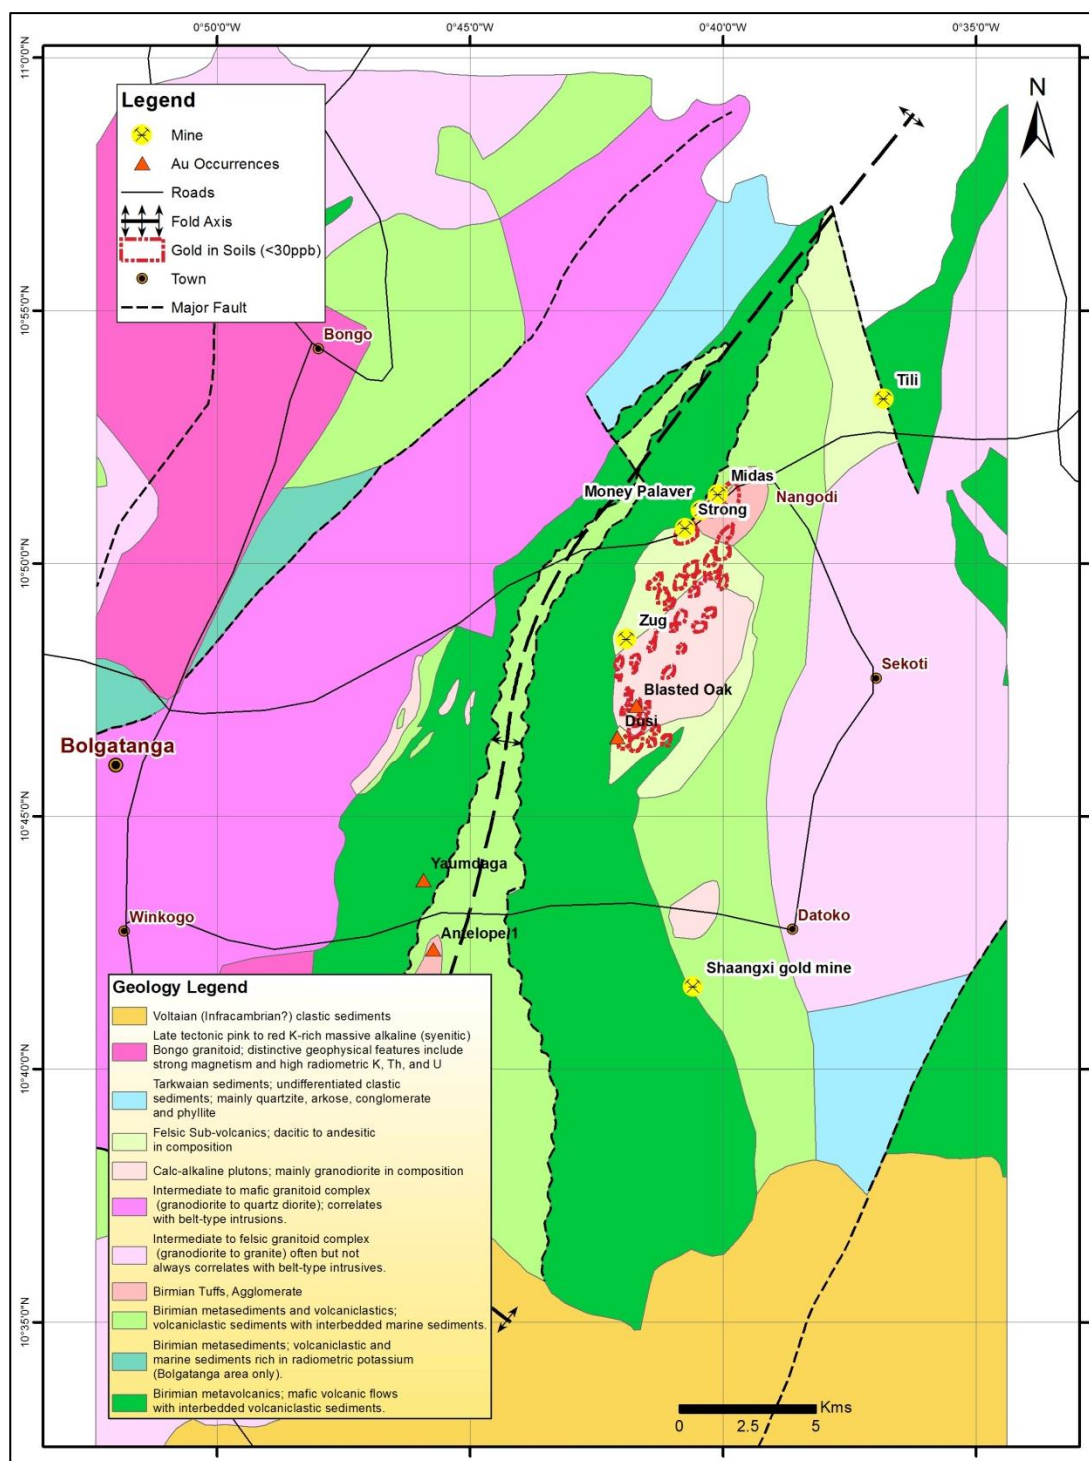 0°50'0"W
0°45'0"W
0°40'0"W
0°35'0"W
11°0'0"N
10°55'0"N
10°50'0"N
10°45'0"N
10°40'0"N
10°35'0"N
N
Legend
Mine
Au Occurrences
Roads
Fold Axis
Gold in Soils (<30ppb)
Town
Major Fault
Bongo
Tili
Midas
Money Palaver
Nangodi
Strong
Zug
Sekoti
Blasted Oak
Dusi
Bolgatanga
Yaumdaga
Winkogo
Antelope/1
Datoko
Shaangxi gold mine
Geology Legend
Voltaian (Infracambrian?) clastic sediments
Late tectonic pink to red K-rich massive alkaline (syenitic)
Bongo granitoid; distinctive geophysical features include
strong magnetism and high radiometric K, Th, and U
Tarkwaian sediments; undifferentiated clastic
sediments; mainly quartzite, arkose, conglomerate
and phyllite
Felsic Sub-volcanics; dacitic to andesitic
in composition
Calc-alkaline plutons; mainly granodiorite in composition
Intermediate to mafic granitoid complex
(granodiorite to quartz diorite); correlates
with belt-type intrusions.
Intermediate to felsic granitoid complex
(granodiorite to granite) often but not
always correlates with belt-type intrusives.
Birmian Tuffs, Agglomerate
Birimian metasediments and volcaniclastics;
volcaniclastic sediments with interbedded marine sediments.
Birimian metasediments; volcaniclastic and
marine sediments rich in radiometric potassium
(Bolgatanga area only).
Birimian metavolcanics; mafic volcanic flows
with interbedded volcaniclastic sediments.
Kms
0 2.5 5